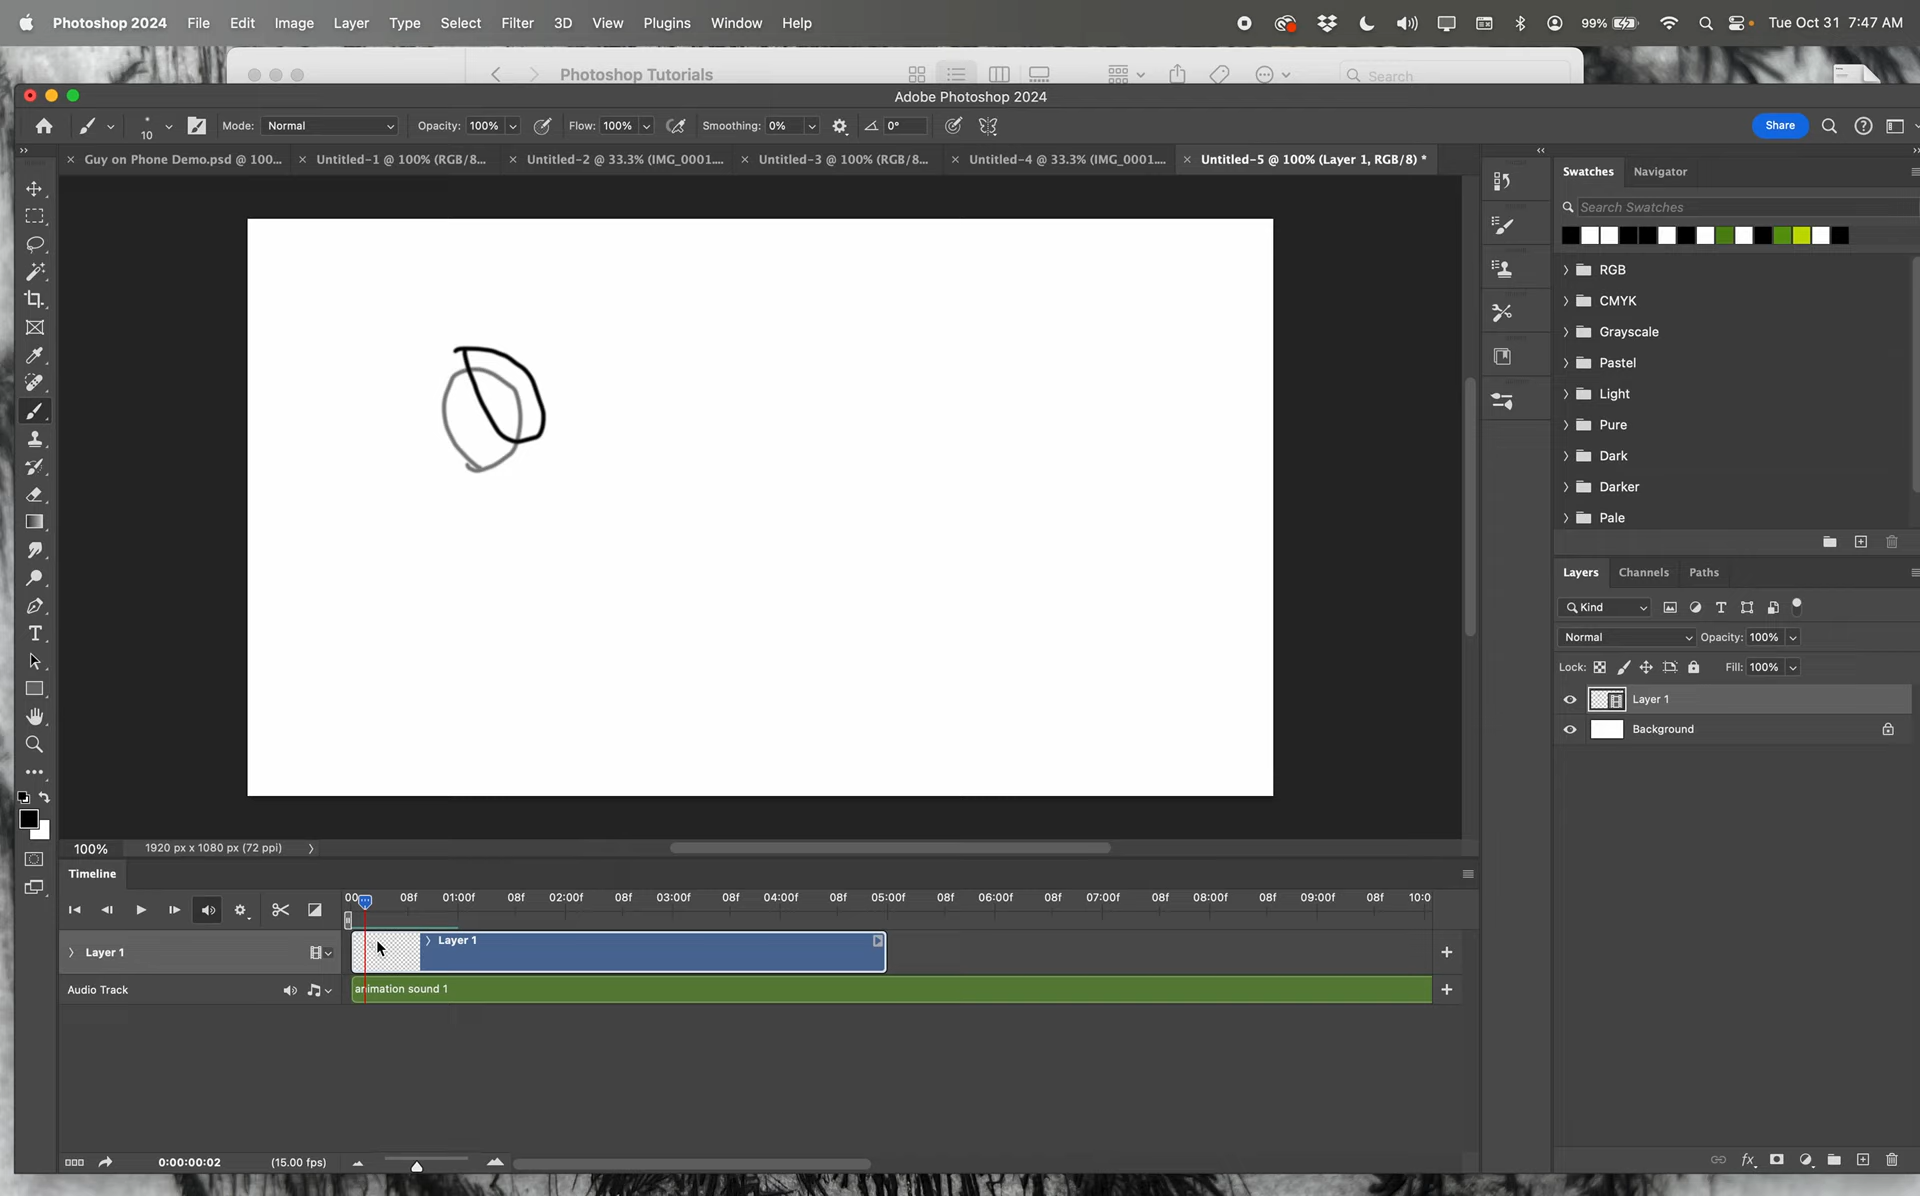 Photoshop 2024 File Edit Image Layer Type Select Filter 3D View Plugins Window Help 99% Tue Oct 31 7:47 AM
Photoshop Tutorials Search
Adobe Photoshop 2024
10 Mode: Normal Opacity: 100% Flow: 100% Smoothing: 0% 0° Share
Guy on Phone Demo.psd @ 100... Untitled-1 @ 100% (RGB/8... Untitled-2 @ 33.3% (IMG_0001.... Untitled-3 @ 100% (RGB/8... Untitled-4 @ 33.3% (IMG_0001.... Untitled-5 @ 100% (Layer 1, RGB/8) *
Swatches Navigator
Search Swatches
RGB
CMYK
Grayscale
Pastel
Light
Pure
Dark
Darker
Pale
Layers Channels Paths
Kind
Normal Opacity: 100%
Lock: Fill: 100%
Layer 1
Background
100% 1920 px x 1080 px (72 ppi)
Timeline
00 08f 01:00f 08f 02:00f 08f 03:00f 08f 04:00f 08f 05:00f 08f 06:00f 08f 07:00f 08f 08:00f 08f 09:00f 08f 10:0
Layer 1 Layer 1
Audio Track animation sound 1
0:00:00:02 (15.00 fps)